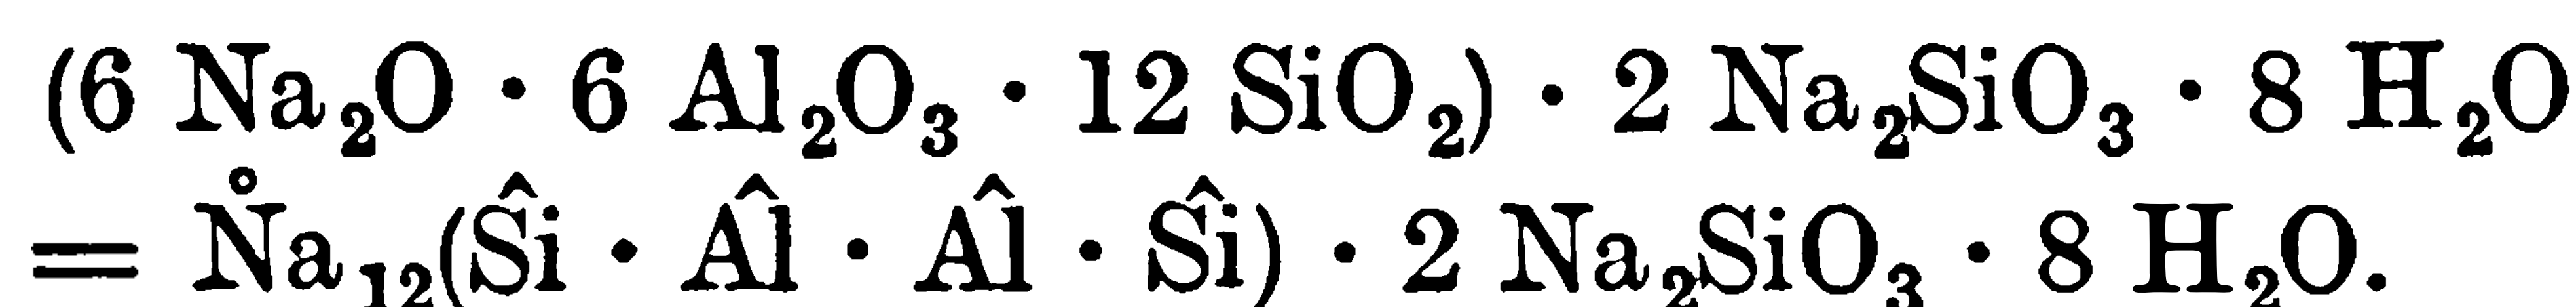 (6 Na₂O · 6 Al₂O₃ · 12 SiO₂) · 2 Na₂SiO₃ · 8 H₂O
= N̊a₁₂(Ŝi · Âl · Âl · Ŝi) · 2 Na₂SiO₃ · 8 H₂O.